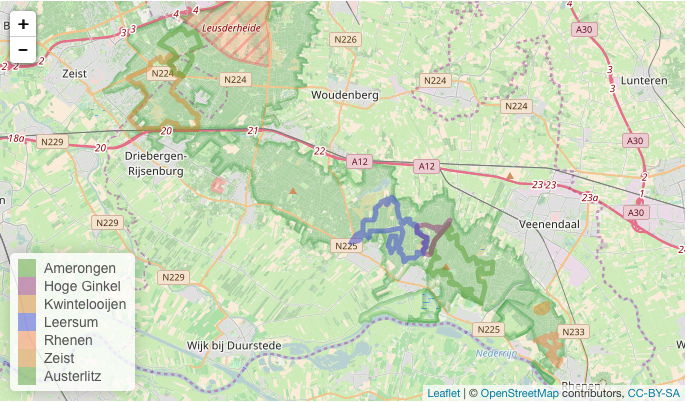 +
−
4
4
Leusderheide
3
3
A30
N226
3
3
Zeist
2
2
N224
N224
N224
Lunteren
Woudenberg
N224
18a
N229
20
20
21
22
A12
A12
A30
2
Driebergen-
Rijsenburg
23
23
23a
1
A30
24
N229
Veenendaal
N225
N229
Amerongen
Hoge Ginkel
Kwintelooijen
Leersum
Rhenen
Zeist
Austerlitz
Wijk bij Duurstede
N225
N233
Nederrijn
Rhenen
Leaflet | © OpenStreetMap contributors, CC-BY-SA